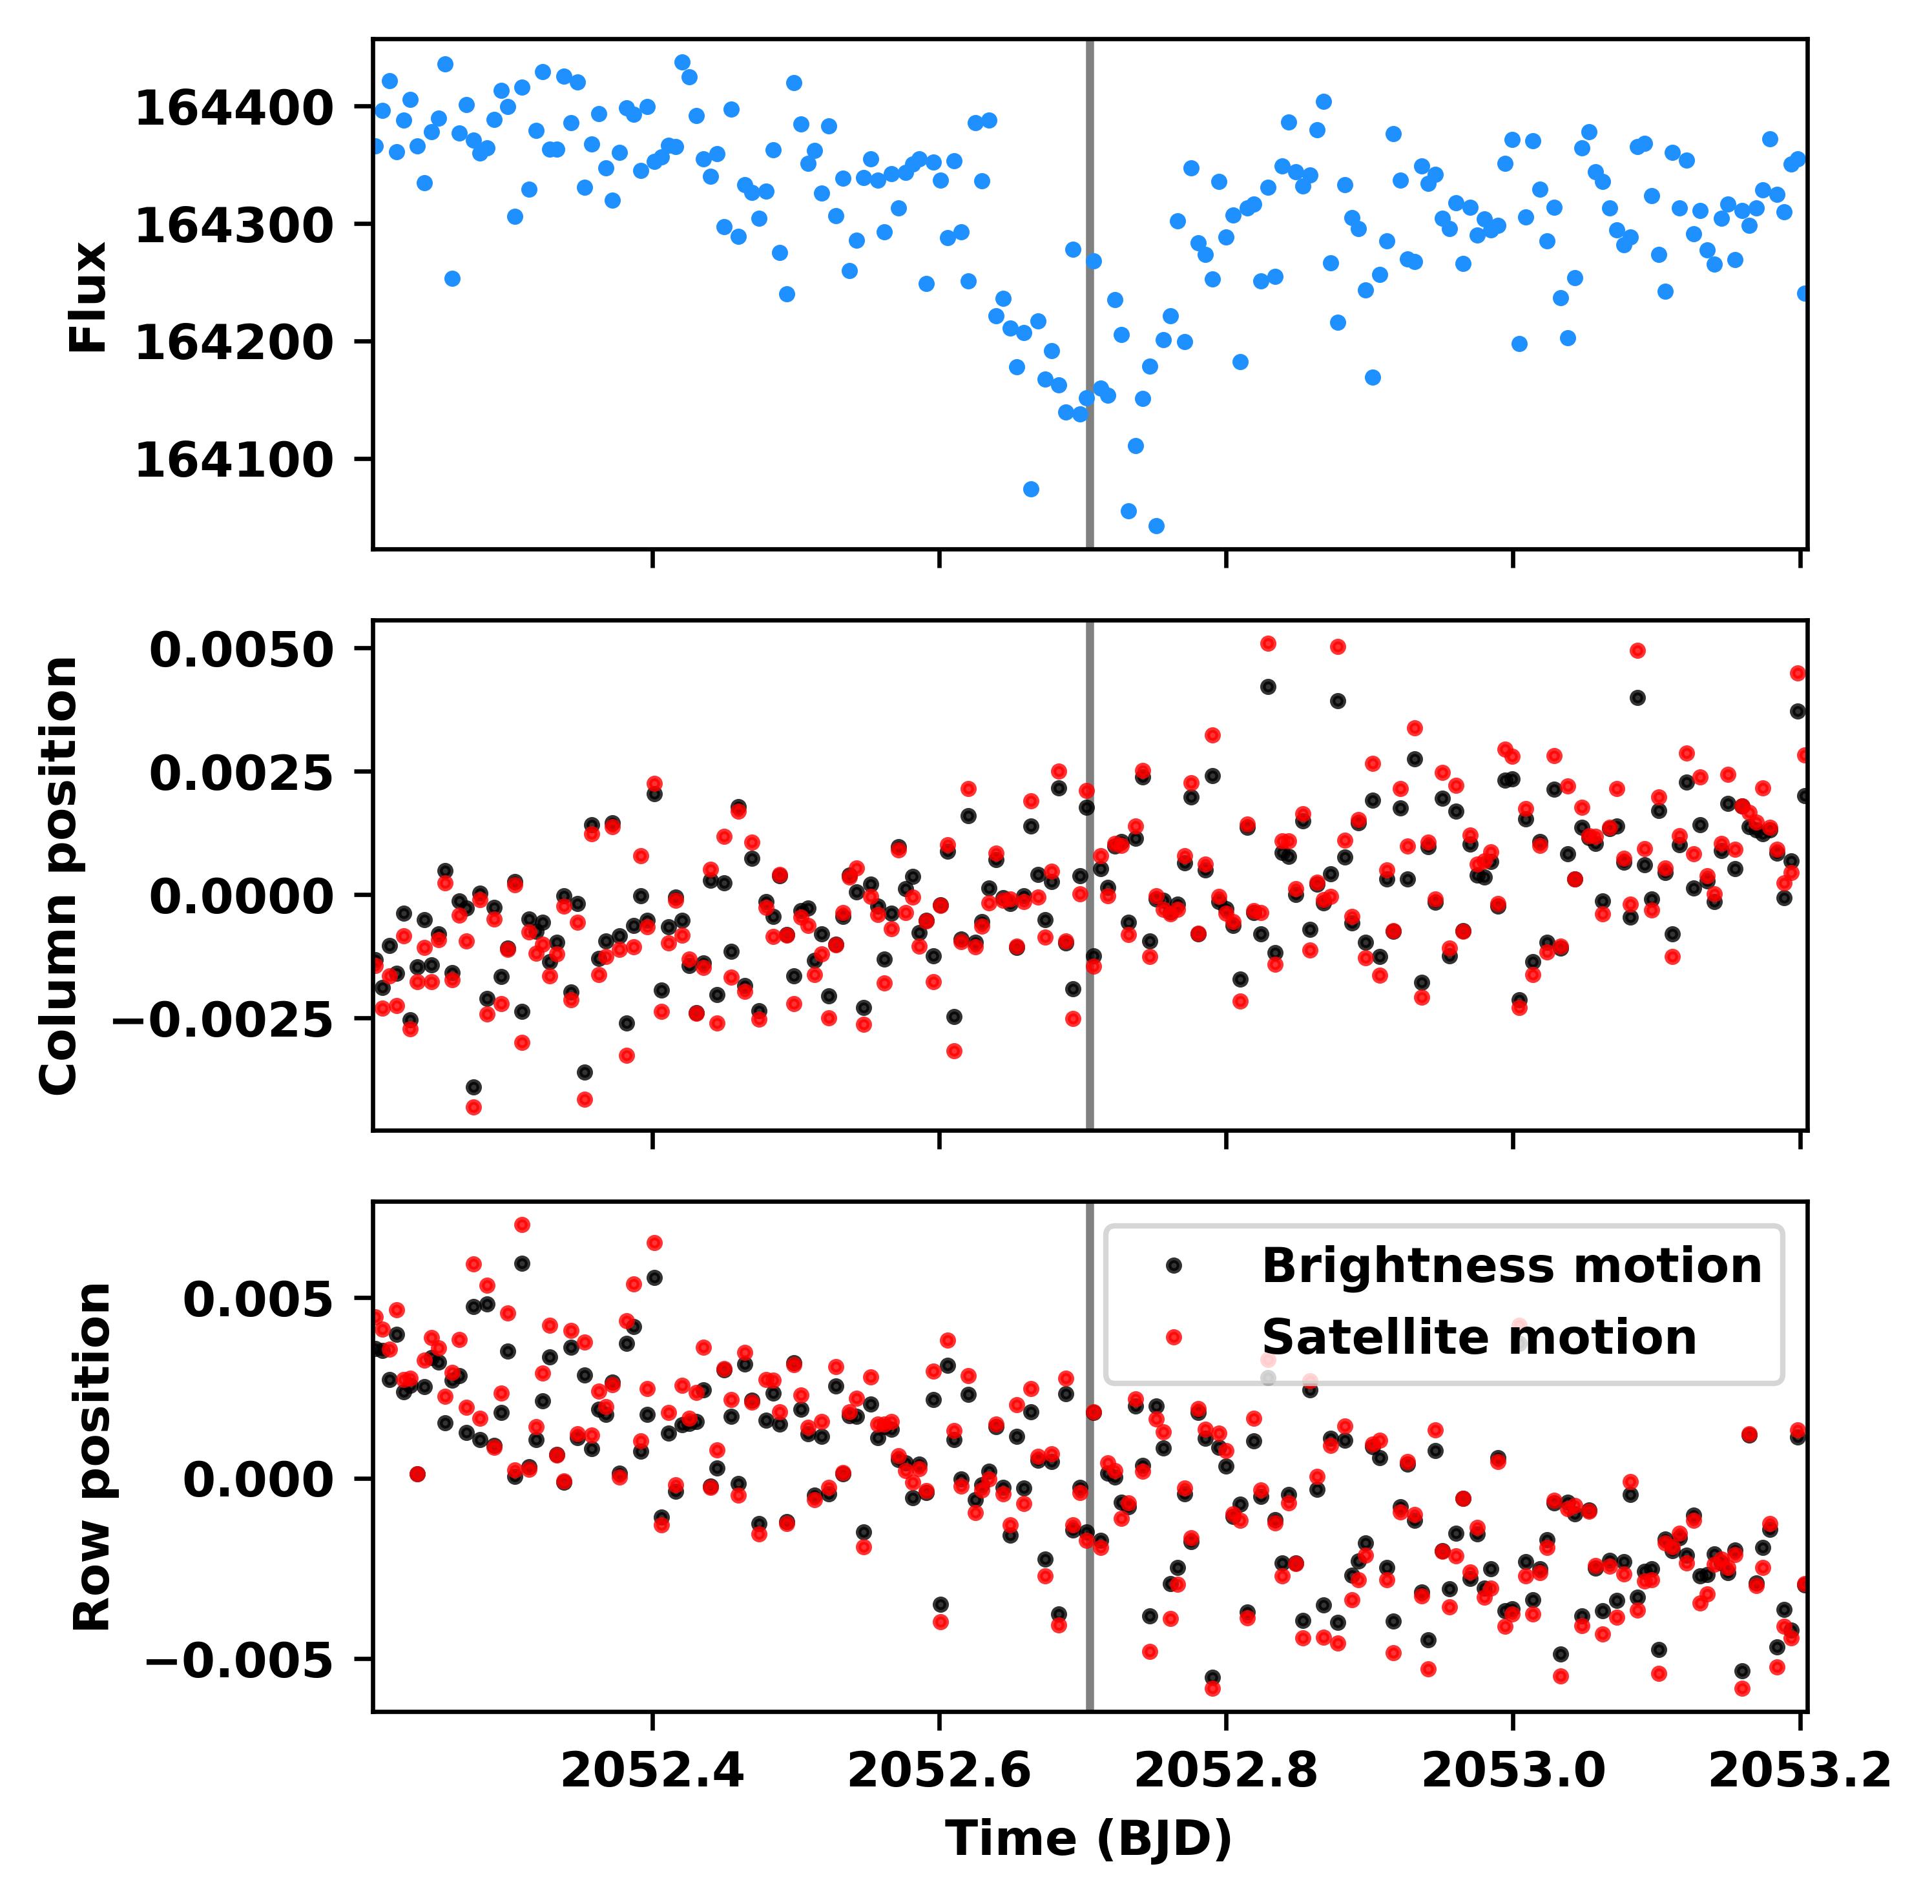 Flux
164400
164300
164200
164100
Column position
0.0050
0.0025
0.0000
−0.0025
Row position
0.005
0.000
−0.005
Brightness motion
Satellite motion
2052.4 2052.6 2052.8 2053.0 2053.2
Time (BJD)